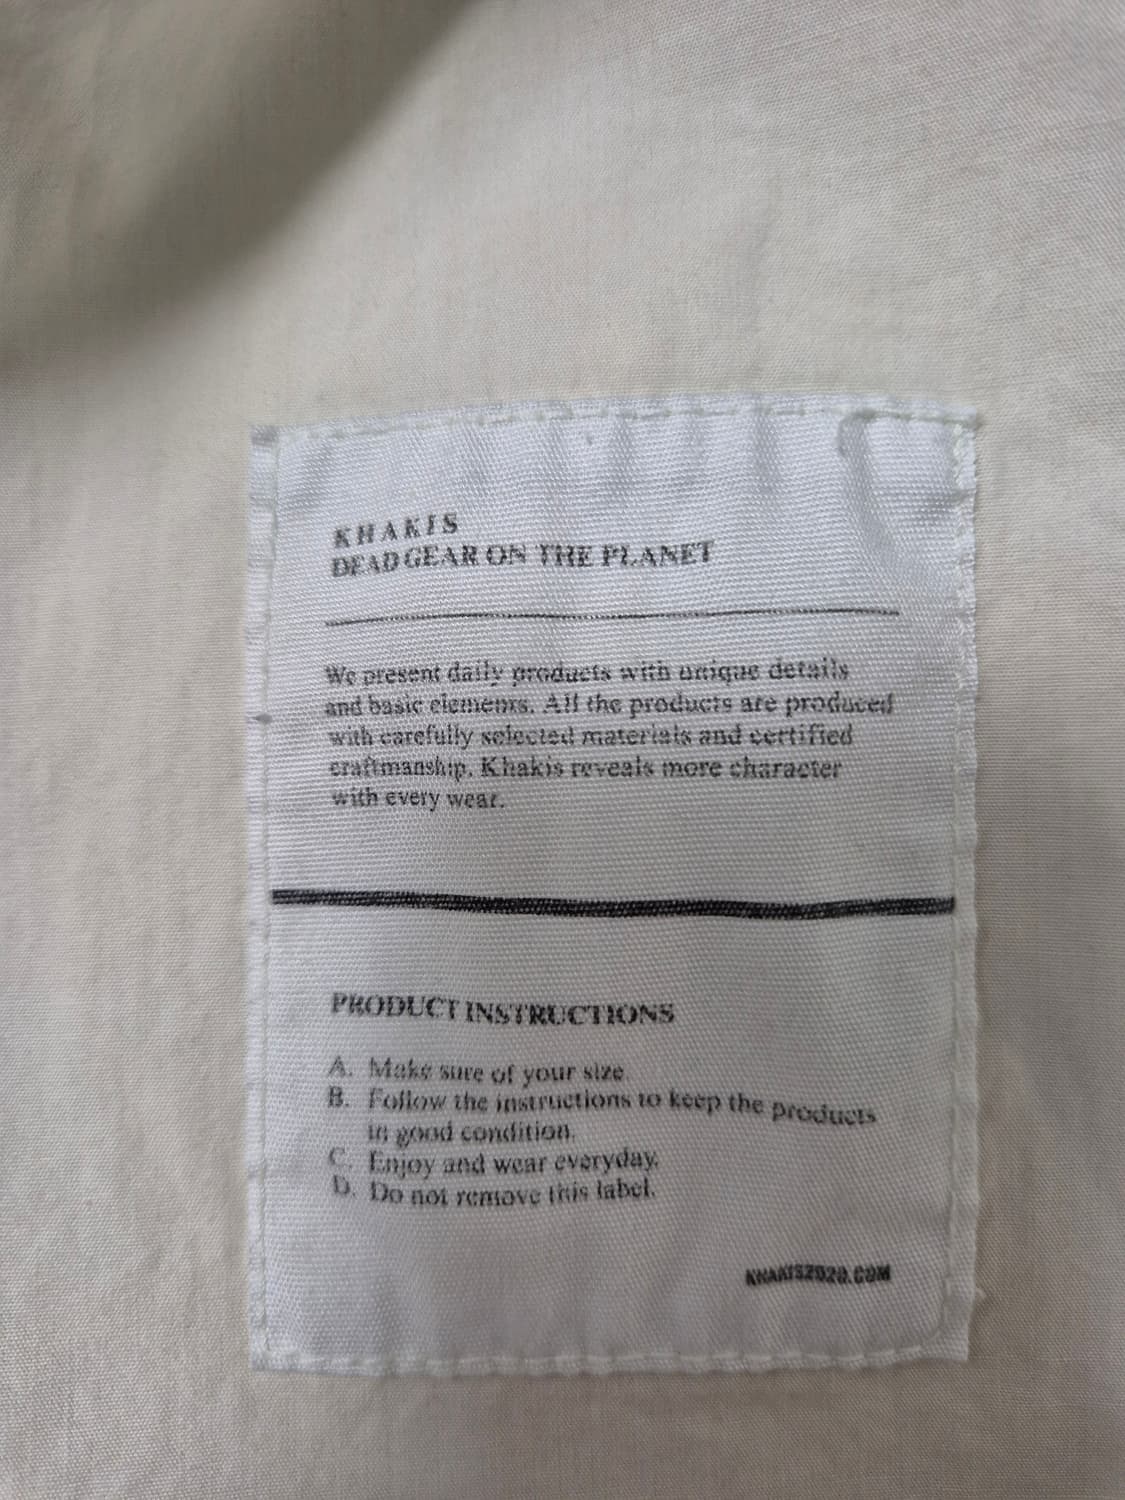 KHAKIS
DEAD GEAR ON THE PLANET
We present daily products with unique details
and basic elements. All the products are produced
with carefully selected materials and certified
craftmanship. Khakis reveals more character
with every wear.
PRODUCT INSTRUCTIONS
A. Make sure of your size.
B. Follow the instructions to keep the products
in good condition.
C. Enjoy and wear everyday.
D. Do not remove this label.
KHAKIS2020.COM